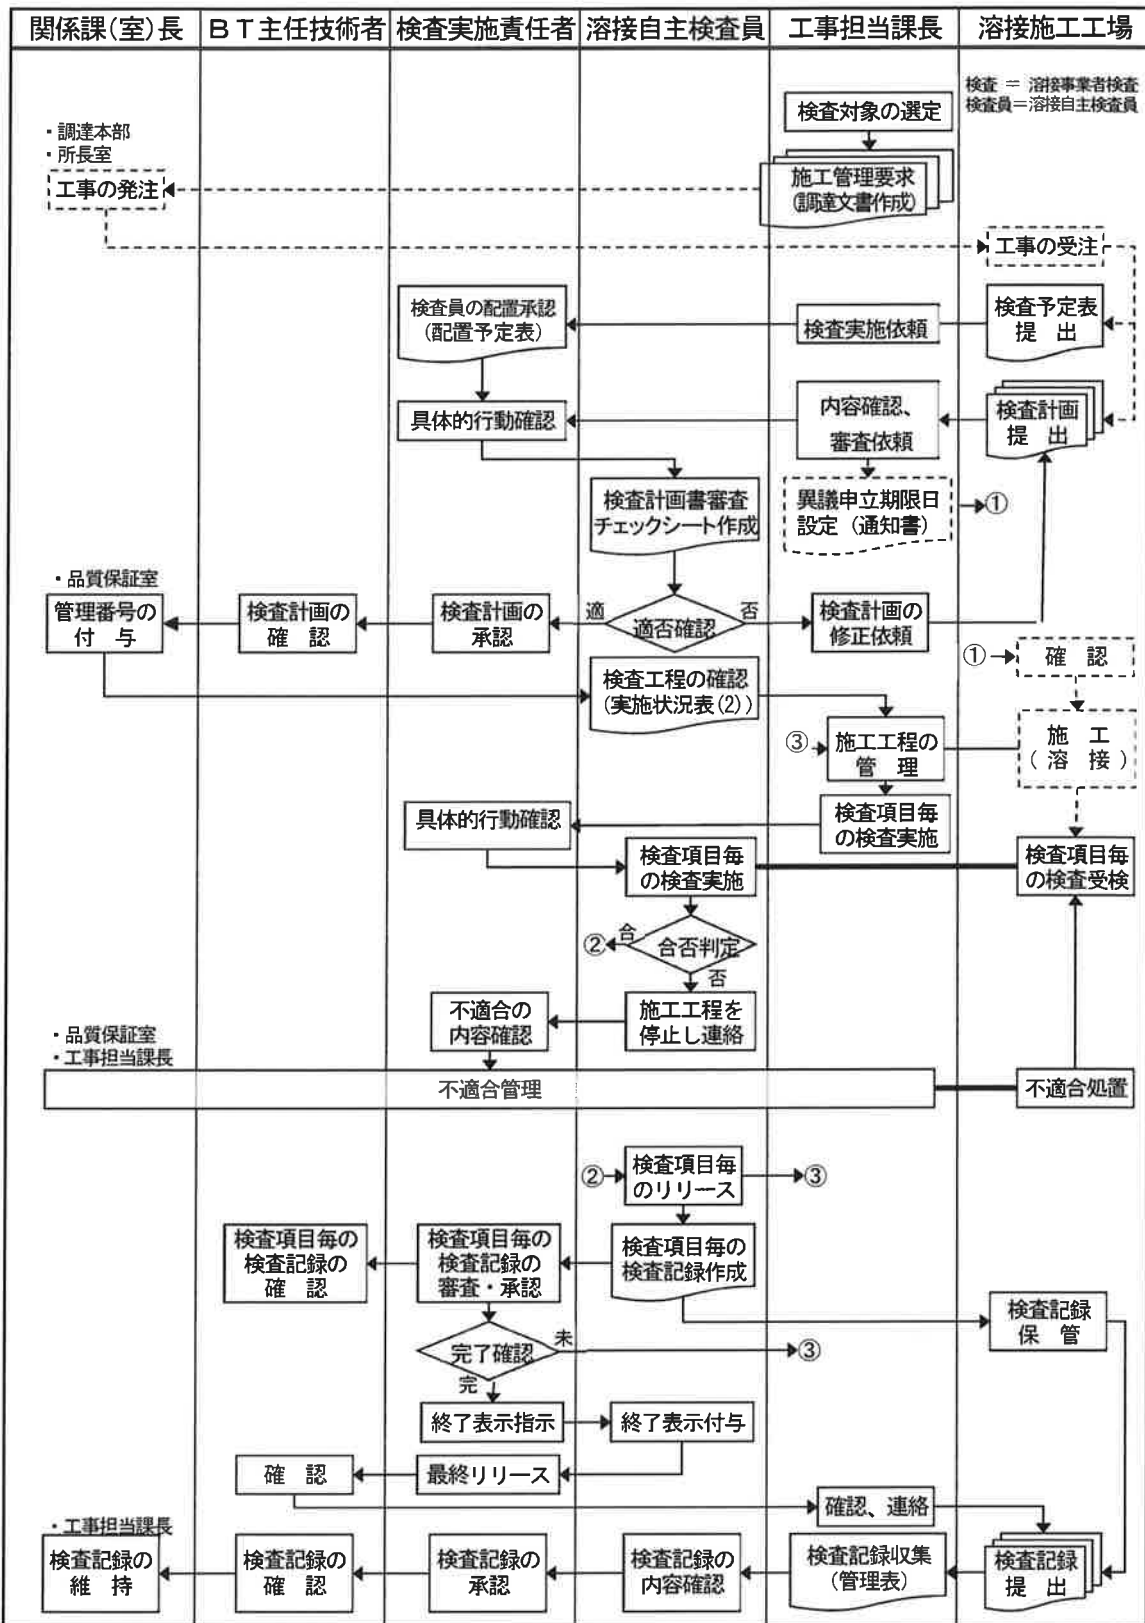 関係課(室)長 BT主任技術者 検査実施責任者 溶接自主検査員 工事担当課長 溶接施工工場
検査 = 溶接事業者検査
検査員=溶接自主検査員
検査対象の選定
・調達本部
・所長室
工事の発注
施工管理要求
(調達文書作成)
工事の受注
検査員の配置承認
(配置予定表)
検査実施依頼
検査予定表
提 出
具体的行動確認
内容確認、
審査依頼
検査計画
提 出
検査計画書審査
チェックシート作成
異議申立期限日
設定(通知書)
①
・品質保証室
管理番号の
付 与
検査計画の
確 認
検査計画の
承 認
適
適否確認
否
検査計画の
修正依頼
①
確 認
検査工程の確認
(実施状況表(2))
③
施工工程の
管 理
施 工
(溶 接)
具体的行動確認
検査項目毎
の検査実施
検査項目毎
の検査実施
検査項目毎
の検査受検
②
合
合否判定
否
不適合の
内容確認
施工工程を
停止し連絡
・品質保証室
・工事担当課長
不適合管理
不適合処置
②
検査項目毎
のリリース
③
検査項目毎の
検査記録の
確 認
検査項目毎の
検査記録の
審査・承認
検査項目毎の
検査記録作成
検査記録
保 管
完了確認
未
③
完
終了表示指示
終了表示付与
確 認
最終リリース
確認、連絡
・工事担当課長
検査記録の
維 持
検査記録の
確 認
検査記録の
承 認
検査記録の
内容確認
検査記録収集
(管理表)
検査記録
提 出